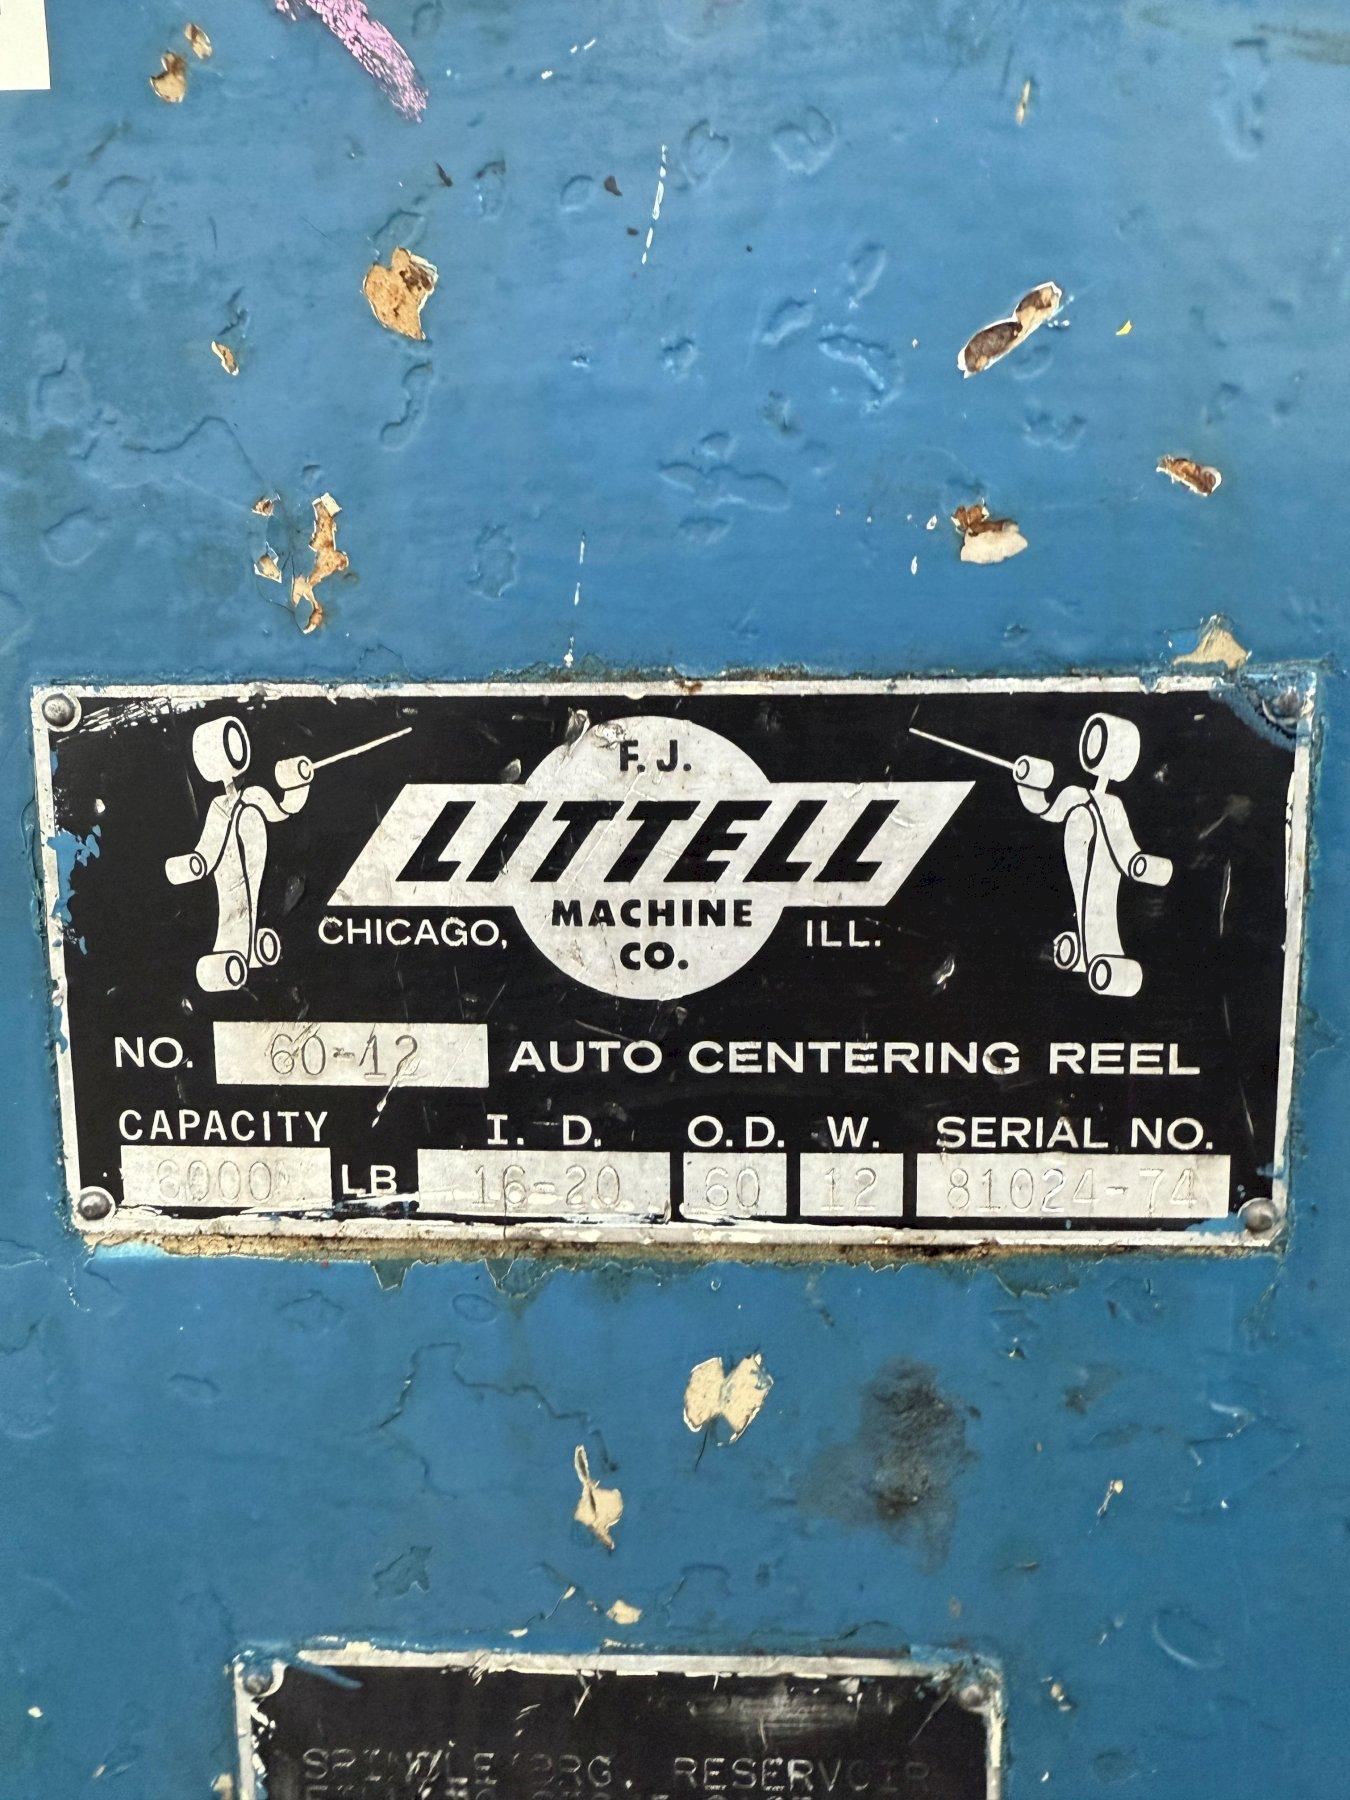 F. J.
LITTELL
MACHINE
CHICAGO, ILL.
CO.
NO. 60-12 AUTO CENTERING REEL
CAPACITY I. D. O.D. W. SERIAL NO.
6000 LB 16-20 60 12 81024-74
SPINDLE BRG. RESERVOIR